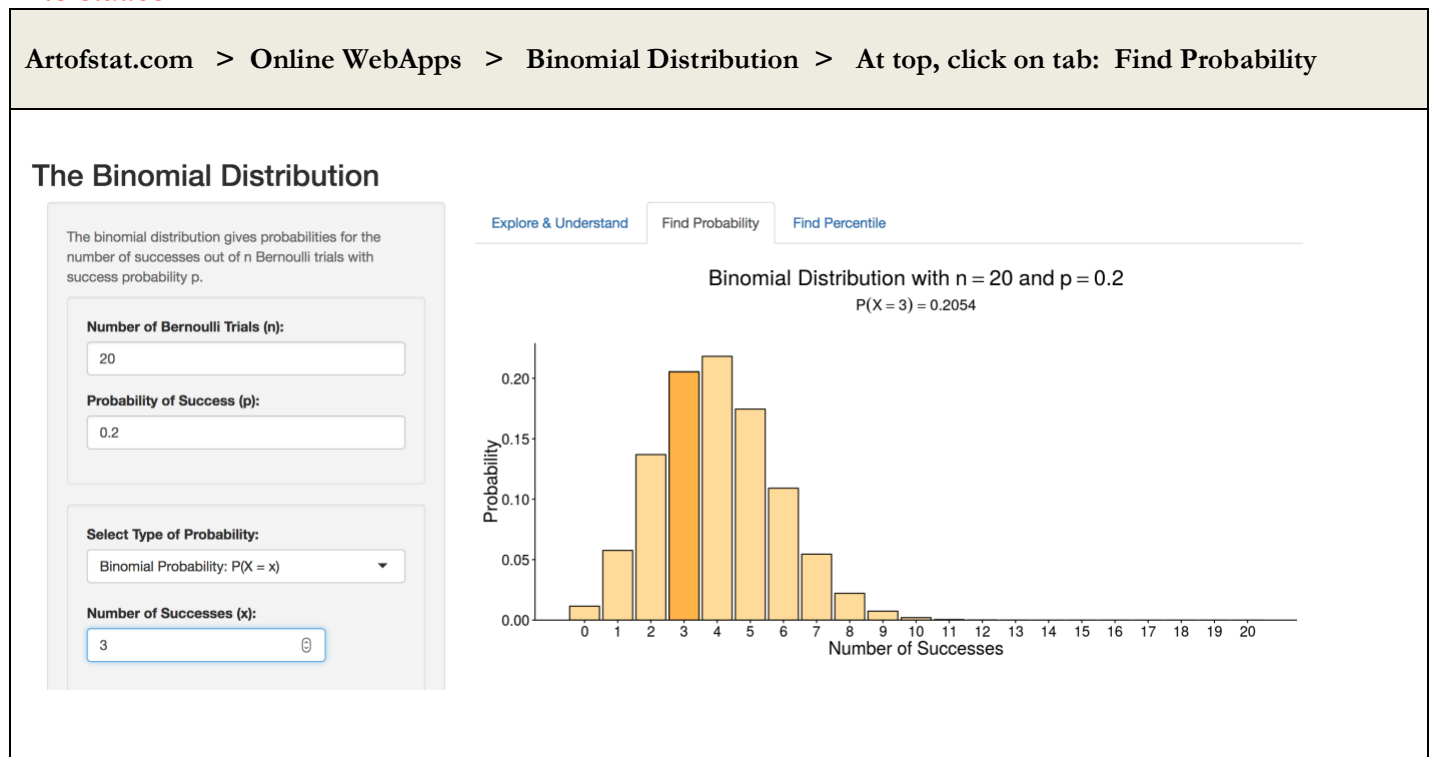 Artofstat.com > Online WebApps > Binomial Distribution > At top, click on tab: Find Probability
The Binomial Distribution
The binomial distribution gives probabilities for the
number of successes out of n Bernoulli trials with
success probability p.
Number of Bernoulli Trials (n):
20
Probability of Success (p):
0.2
Select Type of Probability:
Binomial Probability: P(X = x)
Number of Successes (x):
3
Explore & Understand Find Probability Find Percentile
Binomial Distribution with n = 20 and p = 0.2
P(X = 3) = 0.2054
Probability
0.20
0.15
0.10
0.05
0.00
0 1 2 3 4 5 6 7 8 9 10 11 12 13 14 15 16 17 18 19 20
Number of Successes